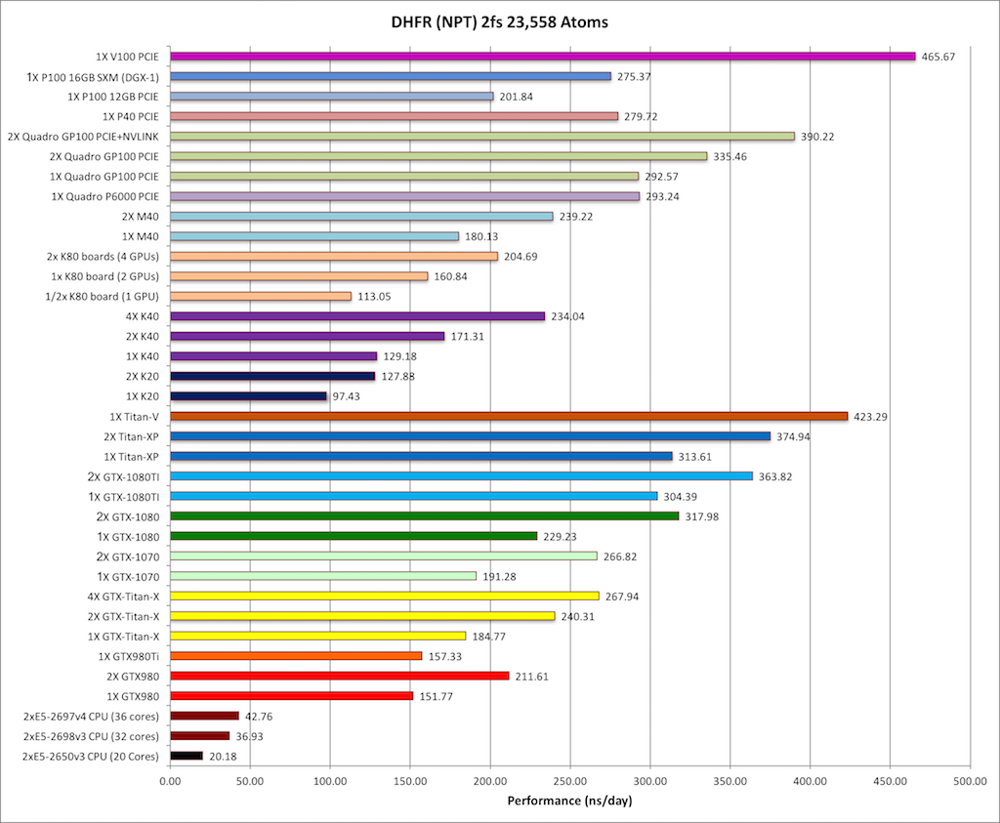 DHFR (NPT) 2fs 23,558 Atoms
1X V100 PCIE 465.67
1X P100 16GB SXM (DGX-1) 275.37
1X P100 12GB PCIE 201.84
1X P40 PCIE 279.72
2X Quadro GP100 PCIE+NVLINK 390.22
2X Quadro GP100 PCIE 335.46
1X Quadro GP100 PCIE 292.57
1X Quadro P6000 PCIE 293.24
2X M40 239.22
1X M40 180.13
2x K80 boards (4 GPUs) 204.69
1x K80 board (2 GPUs) 160.84
1/2x K80 board (1 GPU) 113.05
4X K40 234.04
2X K40 171.31
1X K40 129.18
2X K20 127.88
1X K20 97.43
1X Titan-V 423.29
2X Titan-XP 374.94
1X Titan-XP 313.61
2X GTX-1080TI 363.82
1X GTX-1080TI 304.39
2X GTX-1080 317.98
1X GTX-1080 229.23
2X GTX-1070 266.82
1X GTX-1070 191.28
4X GTX-Titan-X 267.94
2X GTX-Titan-X 240.31
1X GTX-Titan-X 184.77
1X GTX980Ti 157.33
2X GTX980 211.61
1X GTX980 151.77
2xE5-2697v4 CPU (36 cores) 42.76
2xE5-2698v3 CPU (32 cores) 36.93
2xE5-2650v3 CPU (20 Cores) 20.18
0.00 50.00 100.00 150.00 200.00 250.00 300.00 350.00 400.00 450.00 500.00
Performance (ns/day)